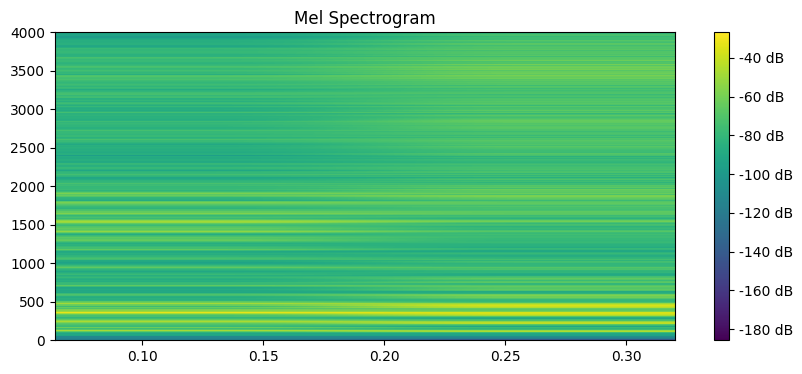 Mel Spectrogram
4000
3500
3000
2500
2000
1500
1000
500
0
0.10 0.15 0.20 0.25 0.30
-40 dB
-60 dB
-80 dB
-100 dB
-120 dB
-140 dB
-160 dB
-180 dB